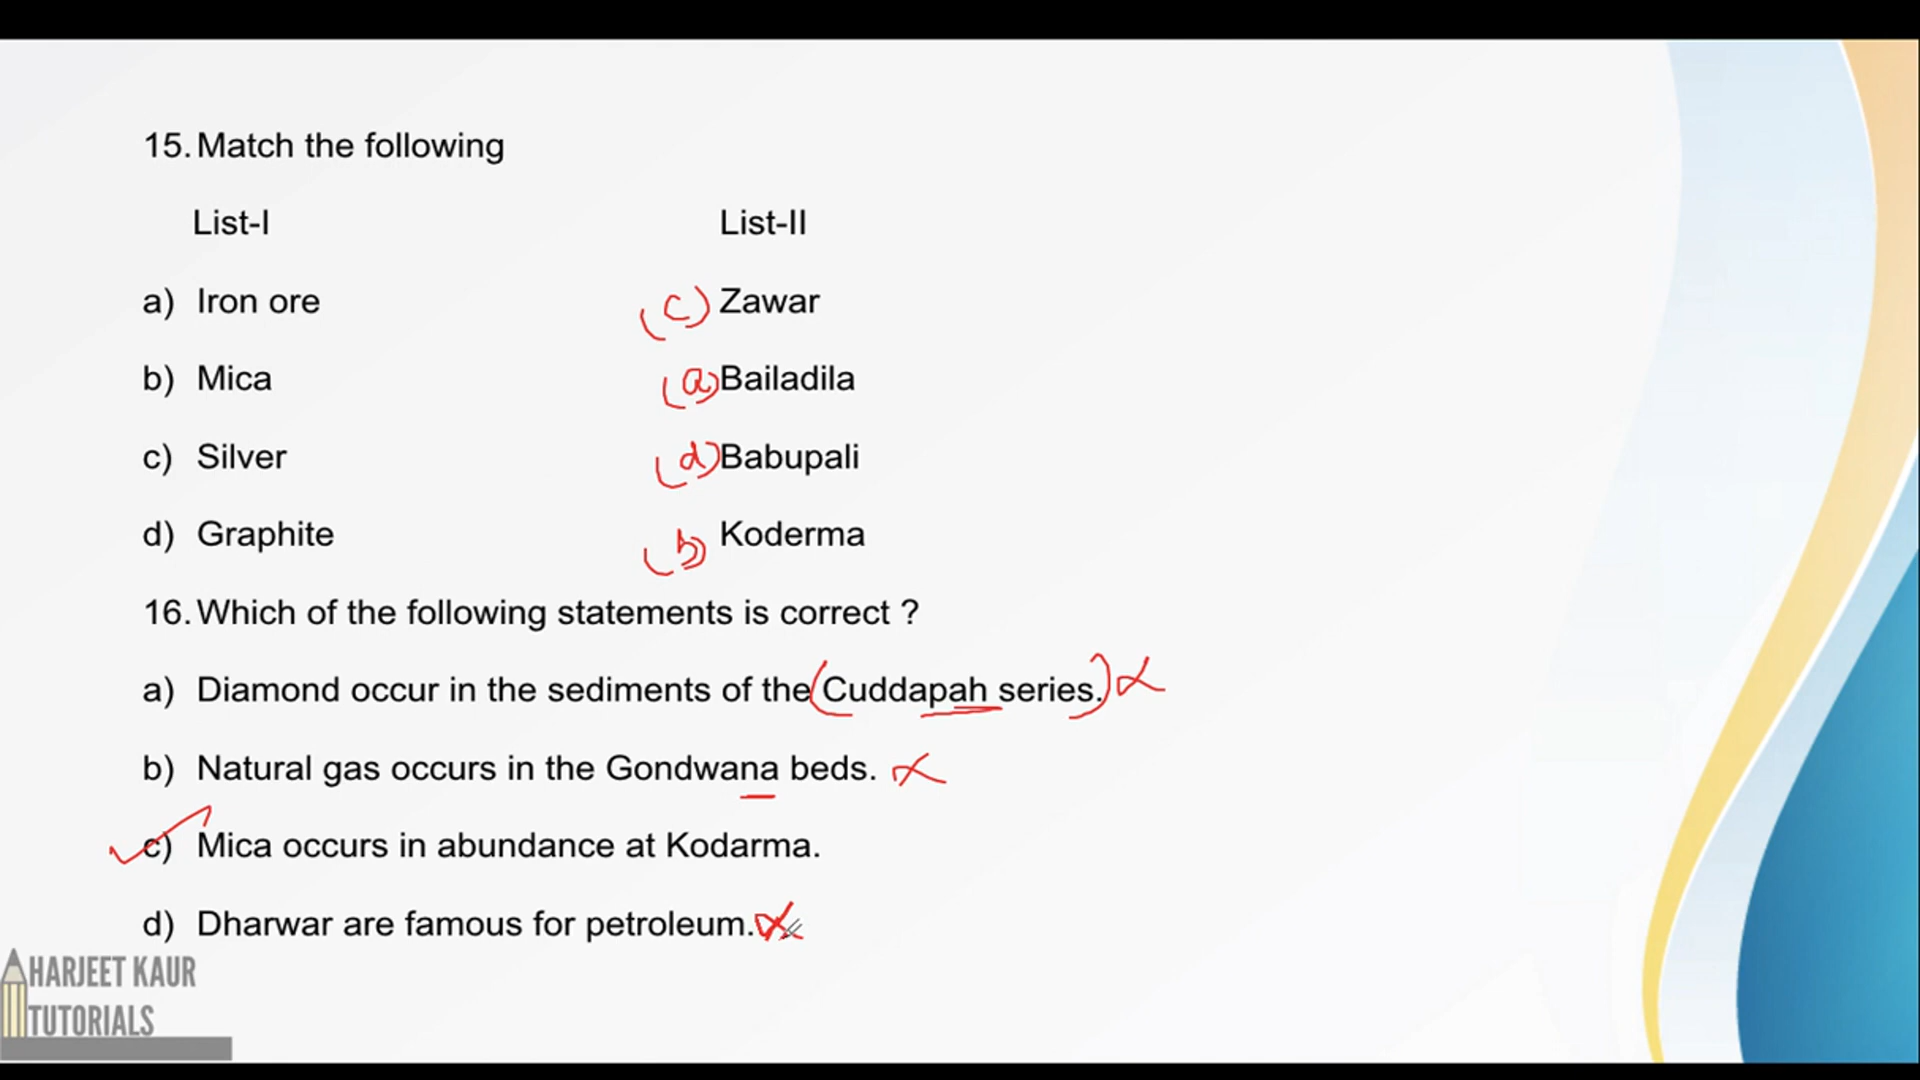 15. Match the following
List-I List-II
a) Iron ore (c) Zawar
b) Mica (a) Bailadila
c) Silver (d) Babupali
d) Graphite (b) Koderma
16. Which of the following statements is correct ?
a) Diamond occur in the sediments of the (Cuddapah series.)
b) Natural gas occurs in the Gondwana beds.
c) Mica occurs in abundance at Kodarma.
d) Dharwar are famous for petroleum.
HARJEET KAUR
TUTORIALS